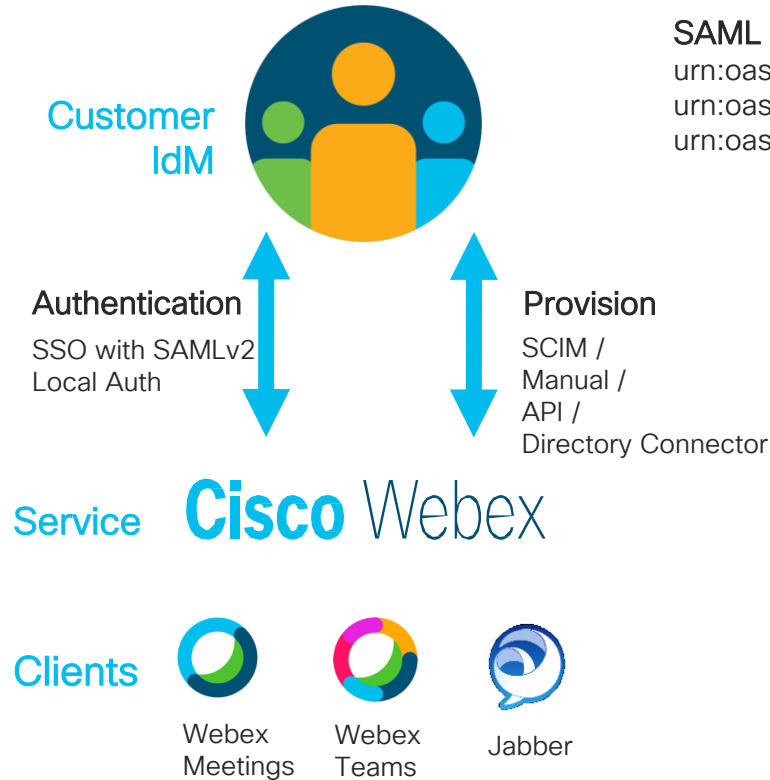 SAML
urn:oas
urn:oas
urn:oas
Customer
IdM
Authentication
SSO with SAMLv2
Local Auth
Provision
SCIM /
Manual /
API /
Directory Connector
Service
Cisco Webex
Clients
Webex
Meetings
Webex
Teams
Jabber